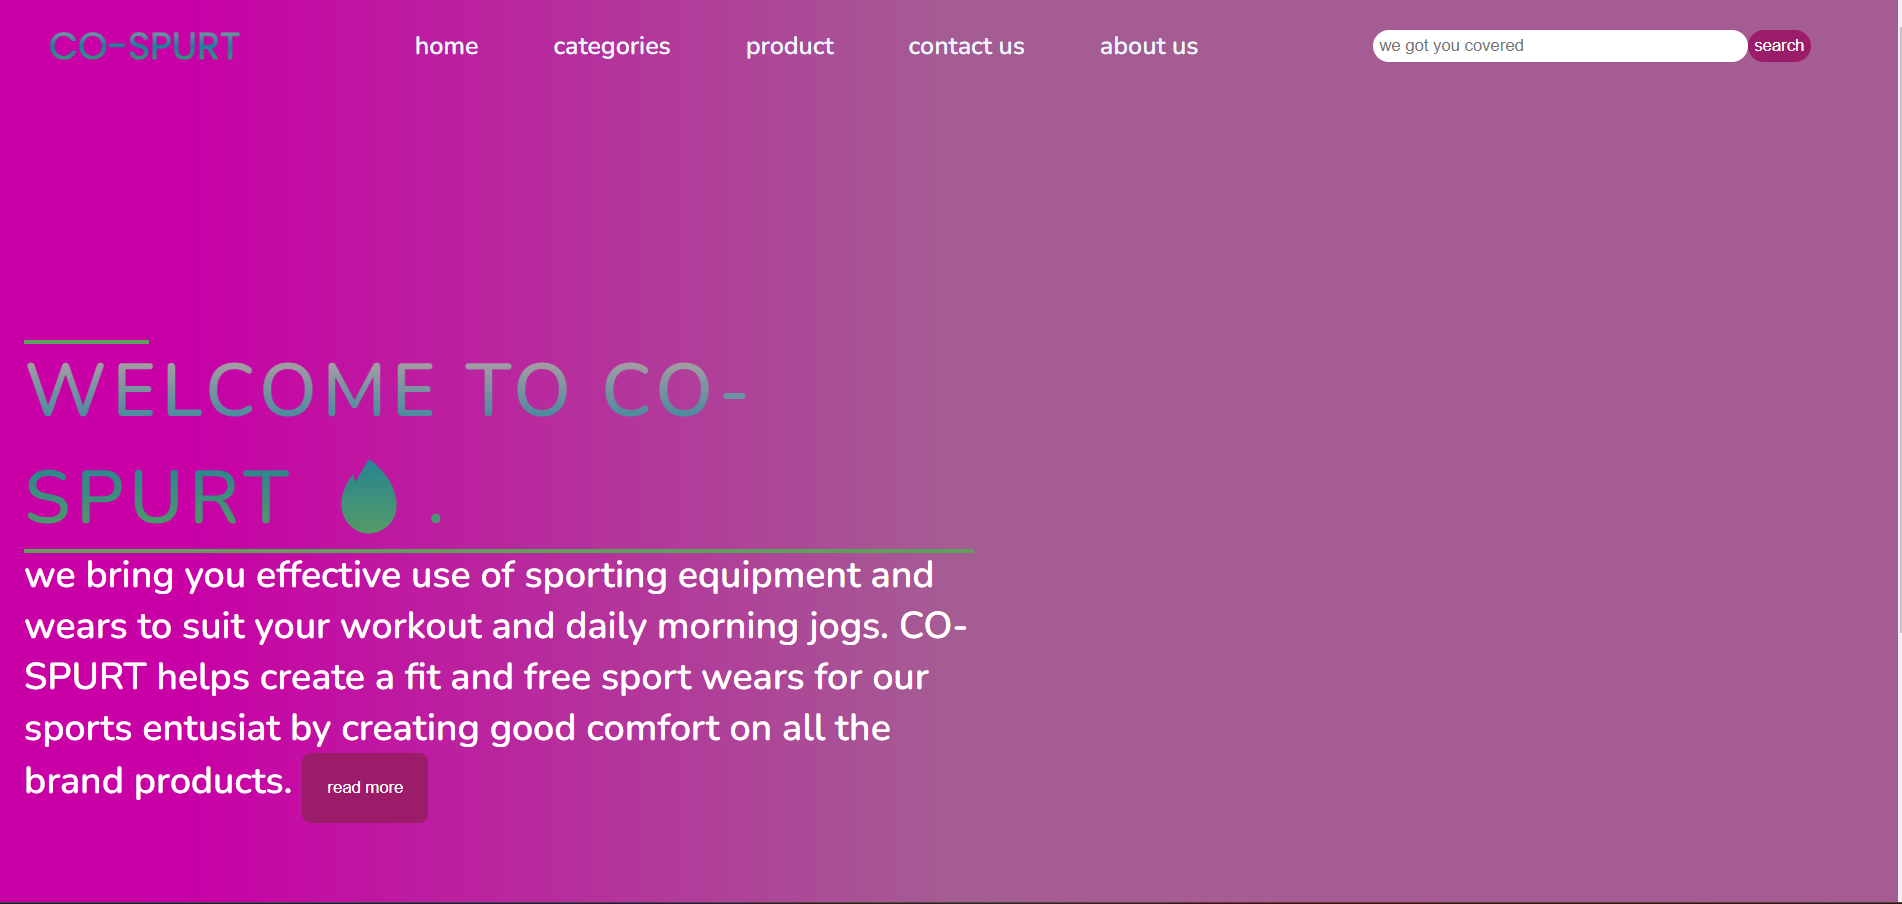 CO-SPURT
home
categories
product
contact us
about us
we got you covered
search
WELCOME TO CO-
SPURT .
we bring you effective use of sporting equipment and
wears to suit your workout and daily morning jogs. CO-
SPURT helps create a fit and free sport wears for our
sports entusiat by creating good comfort on all the
brand products.
read more